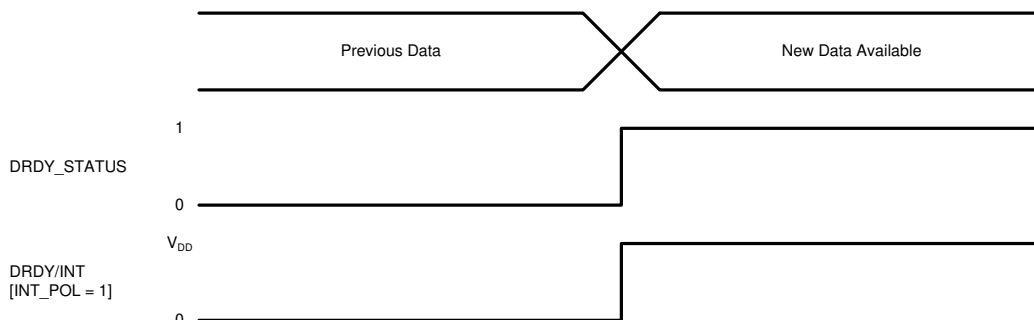 Previous Data New Data Available
1
DRDY_STATUS
0
VDD
DRDY/INT
[INT_POL = 1]
0